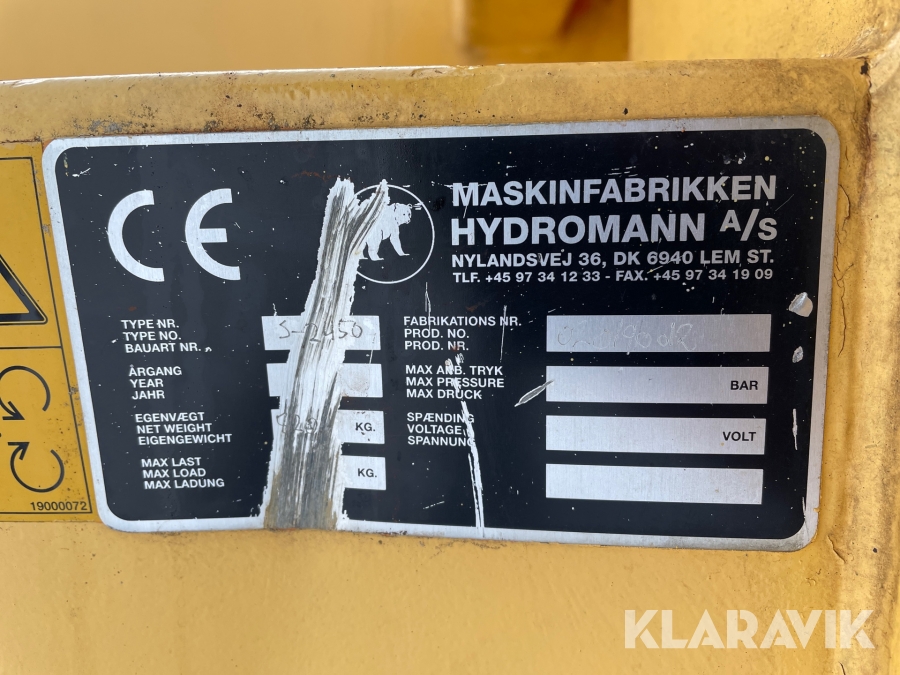 CE
MASKINFABRIKKEN
HYDROMANN A/S
NYLANDSVEJ 36, DK 6940 LEM ST.
TLF. +45 97 34 12 33 - FAX. +45 97 34 19 09
TYPE NR.
TYPE NO.
BAUART NR.
S-2450
FABRIKATIONS NR.
PROD. NO.
PROD. NR.
ÅRGANG
YEAR
JAHR
MAX ARB. TRYK
MAX PRESSURE
MAX DRUCK
BAR
EGENVÆGT
NET WEIGHT
EIGENGEWICHT
KG.
SPÆNDING
VOLTAGE
SPANNUNG
VOLT
MAX LAST
MAX LOAD
MAX LADUNG
KG.
19000072
KLARAVIK